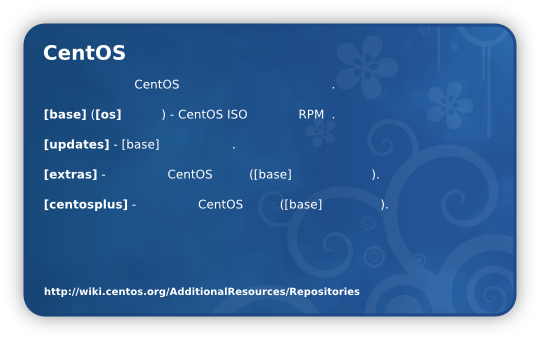 CentOS
CentOS .
[base] ([os] ) - CentOS ISO RPM .
[updates] - [base] .
[extras] - CentOS ([base] ).
[centosplus] - CentOS ([base] ).
http://wiki.centos.org/AdditionalResources/Repositories